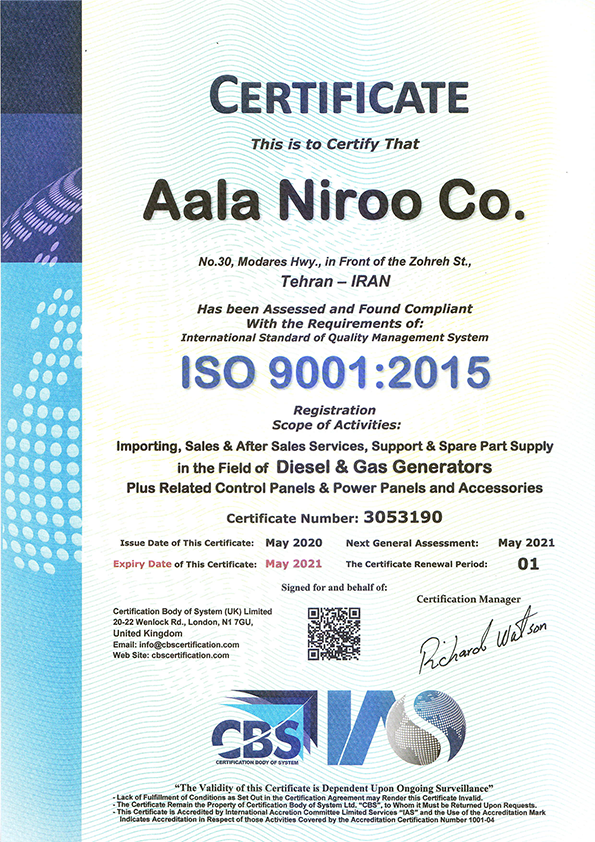 CERTIFICATE
This is to Certify That
Aala Niroo Co.
No.30, Modares Hwy., in Front of the Zohreh St.,
Tehran – IRAN
Has been Assessed and Found Compliant
With the Requirements of:
International Standard of Quality Management System
ISO 9001:2015
Registration
Scope of Activities:
Importing, Sales & After Sales Services, Support & Spare Part Supply
in the Field of Diesel & Gas Generators
Plus Related Control Panels & Power Panels and Accessories
Certificate Number: 3053190
Issue Date of This Certificate: May 2020 Next General Assessment: May 2021
Expiry Date of This Certificate: May 2021 The Certificate Renewal Period: 01
Signed for and behalf of:
Certification Manager
Certification Body of System (UK) Limited
20-22 Wenlock Rd., London, N1 7GU,
United Kingdom
Email: info@cbscertification.com
Web Site: cbscertification.com
Richard Watson
CBS
CERTIFICATION BODY OF SYSTEM
IAS
"The Validity of this Certificate is Dependent Upon Ongoing Surveillance"
- Lack of Fulfillment of Conditions as Set Out in the Certification Agreement may Render this Certificate Invalid.
- The Certificate Remain the Property of Certification Body of System Ltd. "CBS", to Whom it Must be Returned Upon Requests.
- This Certificate is Accredited by International Accretion Committee Limited Services "IAS" and the Use of the Accreditation Mark
Indicates Accreditation in Respect of those Activities Covered by the Accreditation Certification Number 1001-04